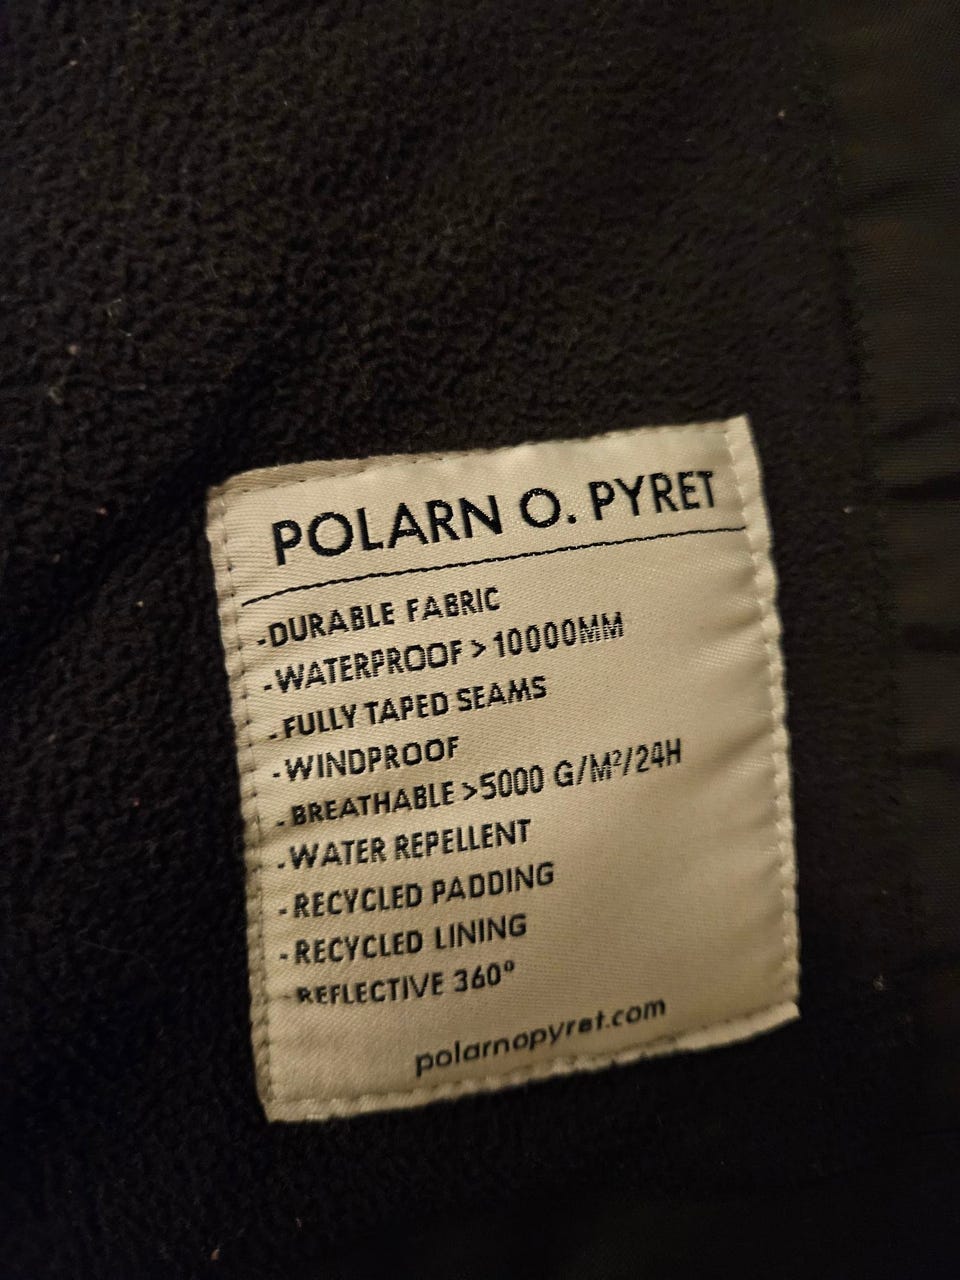 POLARN O. PYRET
-DURABLE FABRIC
-WATERPROOF >10000MM
-FULLY TAPED SEAMS
-WINDPROOF
-BREATHABLE >5000 G/M²/24H
-WATER REPELLENT
-RECYCLED PADDING
-RECYCLED LINING
-REFLECTIVE 360°
polarnopyret.com